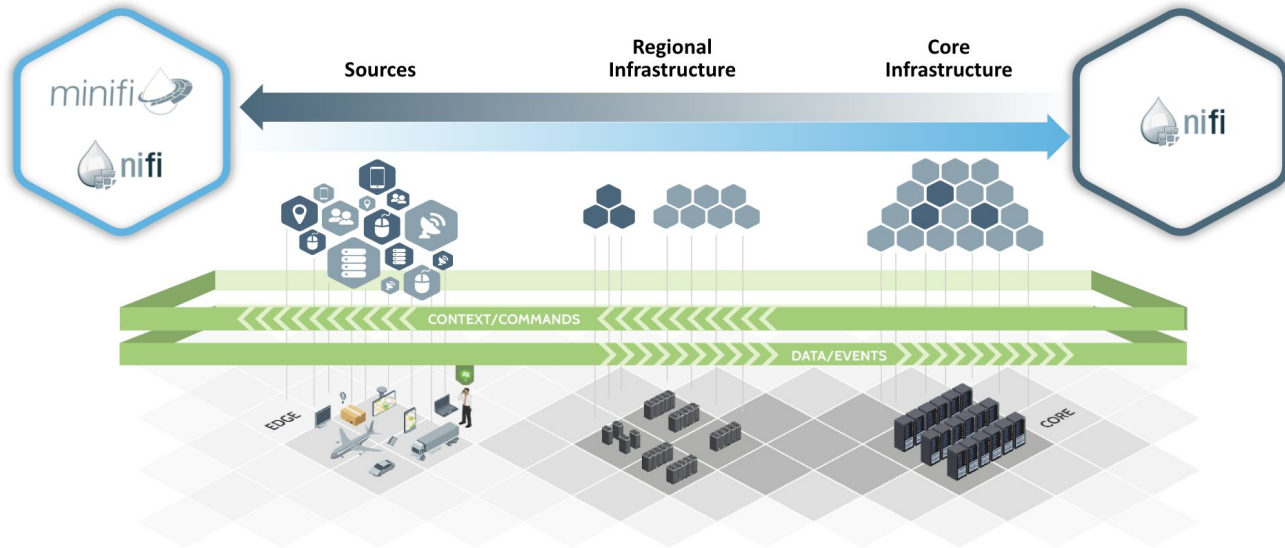 minifi
nifi
Sources
Regional
Infrastructure
Core
Infrastructure
nifi
CONTEXT/COMMANDS
DATA/EVENTS
EDGE
CORE